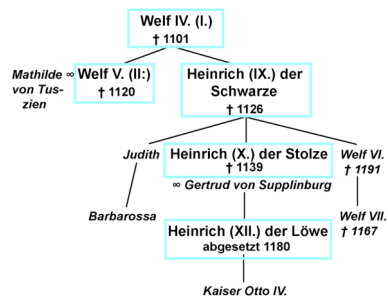 Welf IV. (I.)
† 1101
Mathilde ∞
von Tus-
zien
Welf V. (II:)
† 1120
Heinrich (IX.) der
Schwarze
† 1126
Judith
Heinrich (X.) der Stolze
† 1139
∞ Gertrud von Supplinburg
Welf VI.
† 1191
Barbarossa
Welf VII.
† 1167
Heinrich (XII.) der Löwe
abgesetzt 1180
Kaiser Otto IV.